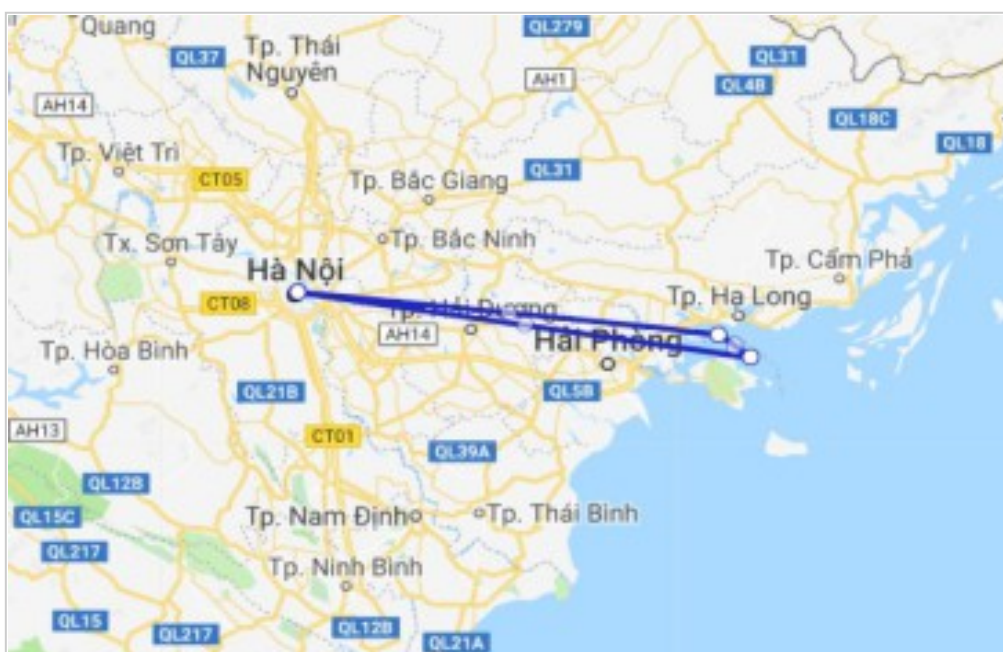 Quang
QL279
QL31
QL37
Tp. Thái
Nguyên
AH1
QL4B
AH14
QL18C
QL18
Tp. Việt Trì
CT05
QL31
Tp. Bắc Giang
Tx. Sơn Tây
Tp. Bắc Ninh
Hà Nội
Tp. Cẩm Phả
CT08
Tp. Hải Dương
Tp. Hạ Long
AH14
Hải Phòng
Tp. Hòa Bình
QL21B
QL5B
AH13
CT01
QL39A
QL12B
QL15C
Tp. Nam Định
Tp. Thái Bình
QL217
Tp. Ninh Bình
QL15
QL217
QL12B
QL21A